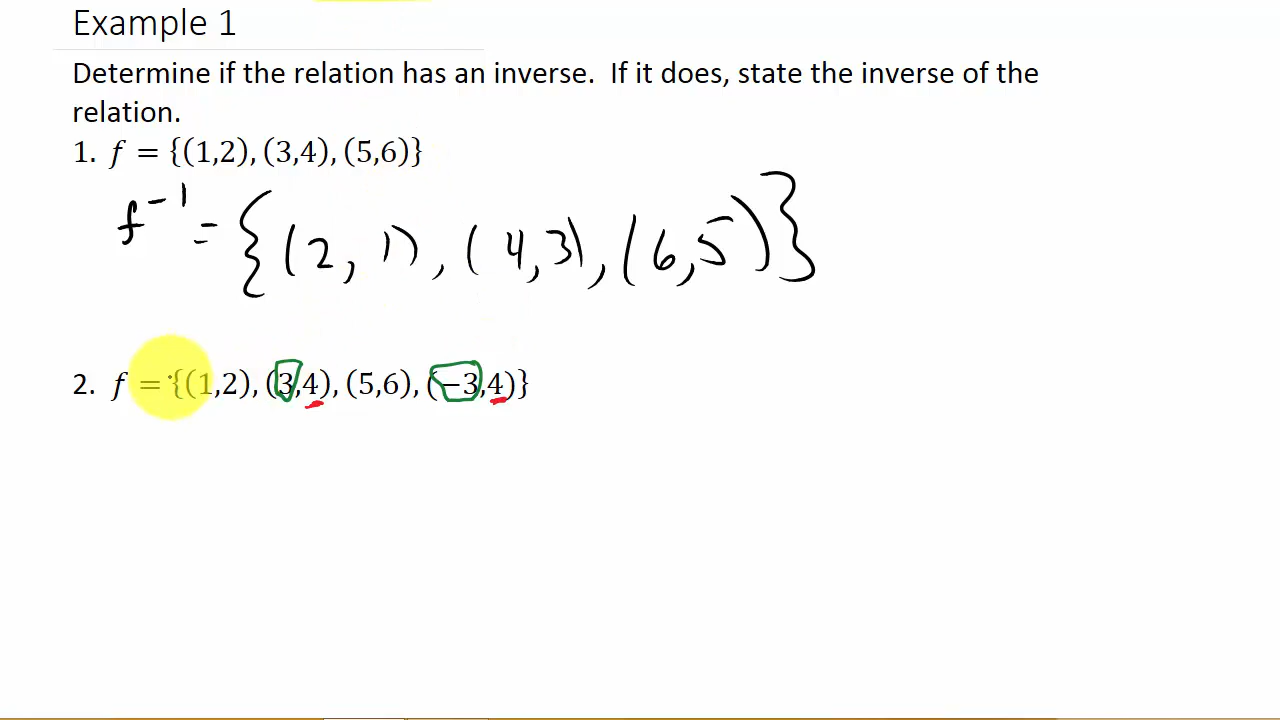 Example 1
Determine if the relation has an inverse. If it does, state the inverse of the
relation.
1. f = {(1,2), (3,4), (5,6)}
f⁻¹ = {(2, 1), (4,3), (6,5)}
2. f = {(1,2), (3,4), (5,6), (−3,4)}